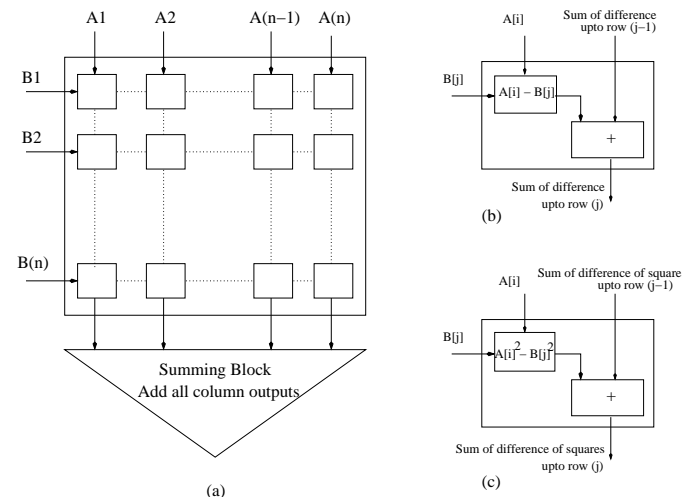 A1 A2 A(n−1) A(n)
B1
B2
B(n)
Summing Block
Add all column outputs
(a)
A[i]
Sum of difference
upto row (j−1)
B[j]
A[i] − B[j]
+
Sum of difference
upto row (j)
(b)
A[i]
Sum of difference of square
upto row (j−1)
B[j]
A[i]² − B[j]²
+
Sum of difference of squares
upto row (j)
(c)